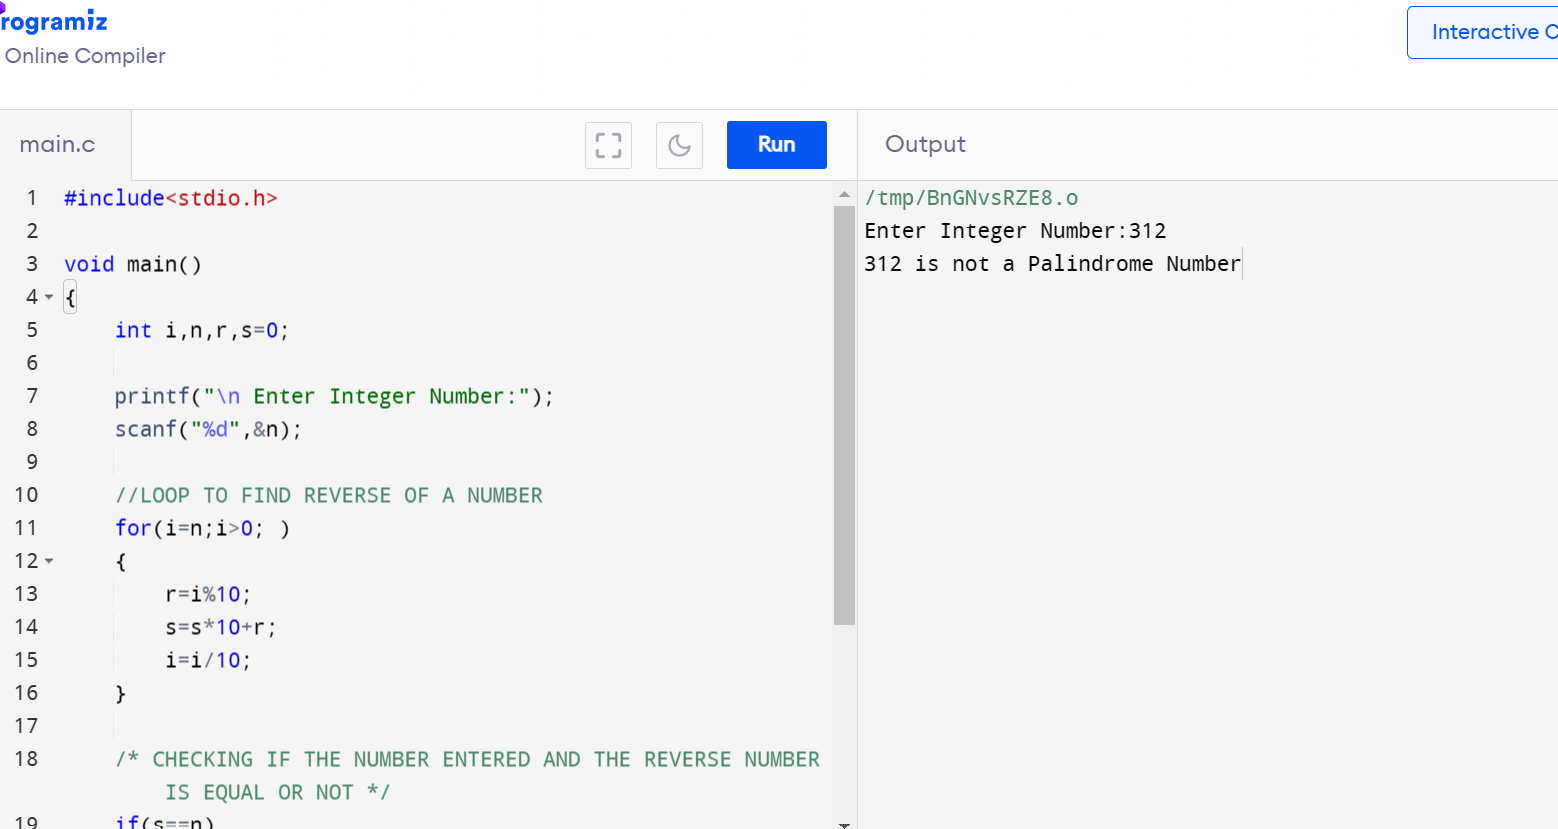 rogramiz
Online Compiler
Interactive C
main.c
Run
Output
1 #include<stdio.h>
2
3 void main()
4 {
5 int i,n,r,s=0;
6
7 printf("\n Enter Integer Number:");
8 scanf("%d",&n);
9
10 //LOOP TO FIND REVERSE OF A NUMBER
11 for(i=n;i>0; )
12 {
13 r=i%10;
14 s=s*10+r;
15 i=i/10;
16 }
17
18 /* CHECKING IF THE NUMBER ENTERED AND THE REVERSE NUMBER
IS EQUAL OR NOT */
19 if(s==n)
/tmp/BnGNvsRZE8.o
Enter Integer Number:312
312 is not a Palindrome Number